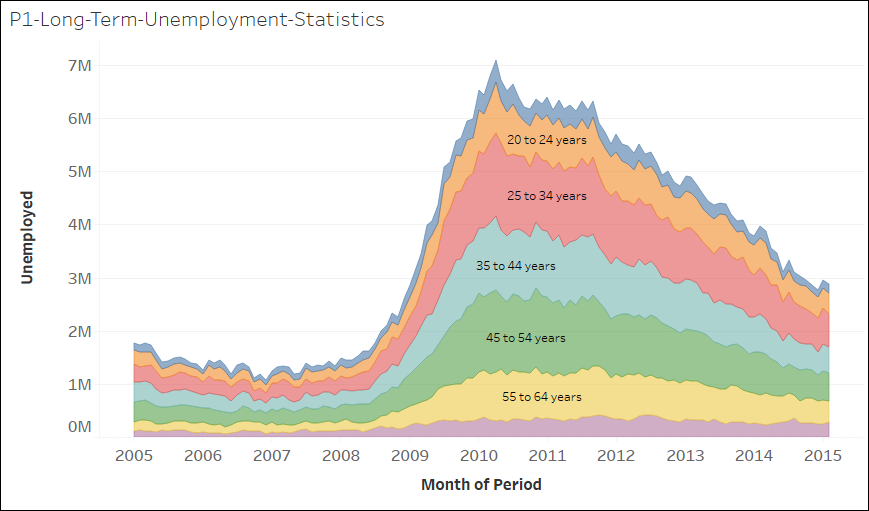 P1-Long-Term-Unemployment-Statistics
7M
6M
5M
4M
3M
2M
1M
0M
Unemployed
20 to 24 years
25 to 34 years
35 to 44 years
45 to 54 years
55 to 64 years
2005 2006 2007 2008 2009 2010 2011 2012 2013 2014 2015
Month of Period